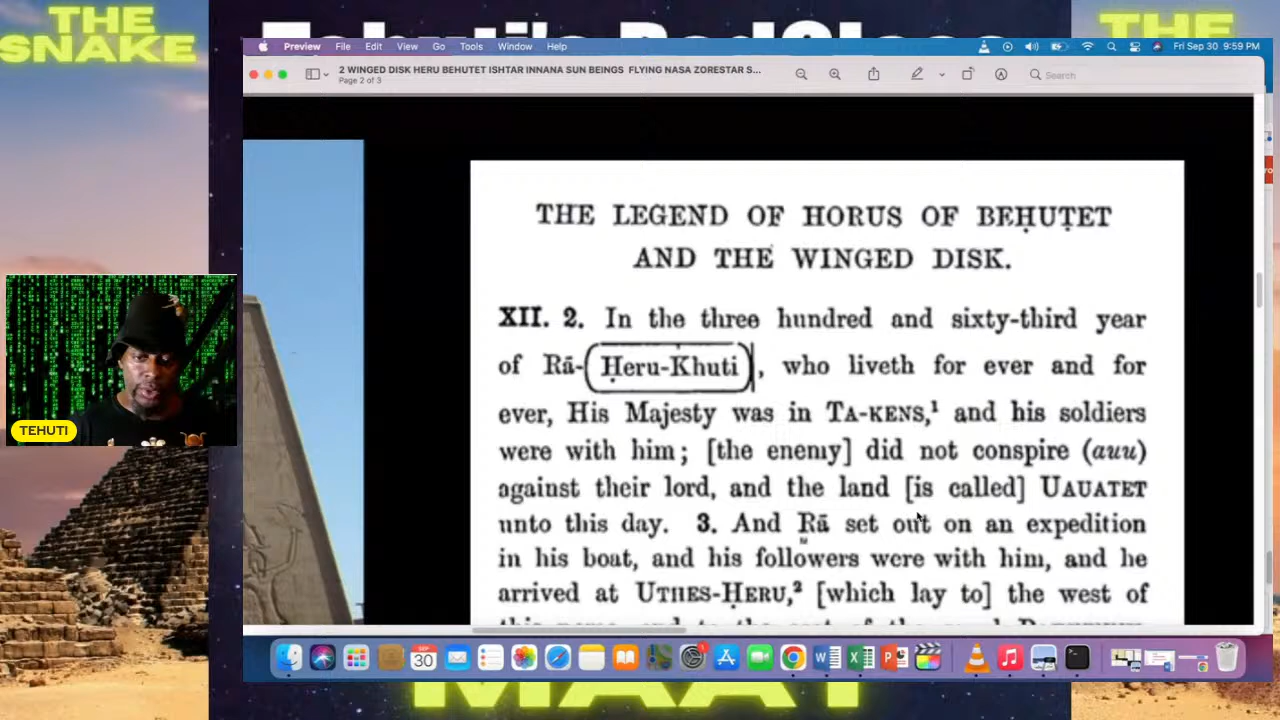 THE
SNAKE
THE
Preview File Edit View Go Tools Window Help
Fri Sep 30 9:59 PM
2 WINGED DISK HERU BEHUTET ISHTAR INNANA SUN BEINGS FLYING NASA ZORESTAR S...
Page 2 of 3
Search
THE LEGEND OF HORUS OF BEḤUṬET
AND THE WINGED DISK.
XII. 2. In the three hundred and sixty-third year
of Rā-(Ḥeru-Khuti), who liveth for ever and for
ever, His Majesty was in TA-KENS,¹ and his soldiers
were with him; [the enemy] did not conspire (auu)
against their lord, and the land [is called] UAUATET
unto this day. 3. And Rā set out on an expedition
in his boat, and his followers were with him, and he
arrived at UTHES-ḤERU,² [which lay to] the west of
TEHUTI
SEP
30
MAAT